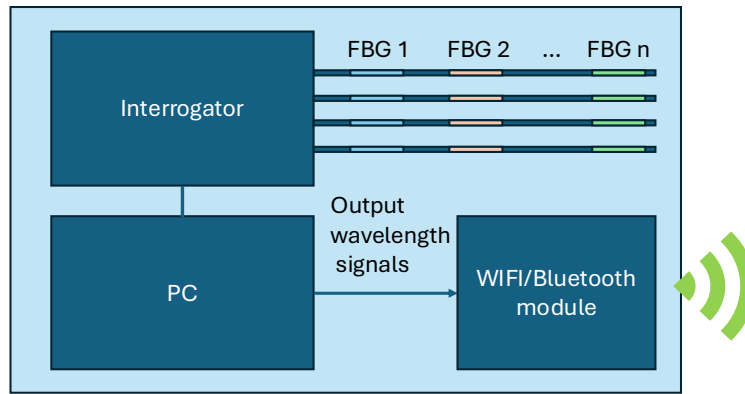 FBG 1 FBG 2 ... FBG n
Interrogator
Output
wavelength
signals
PC
WIFI/Bluetooth
module